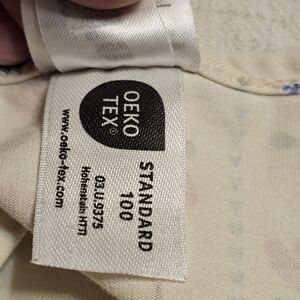 OEKO
TEX®
STANDARD
100
03.U.9375
Hohenstein HTTI
www.oeko-tex.com